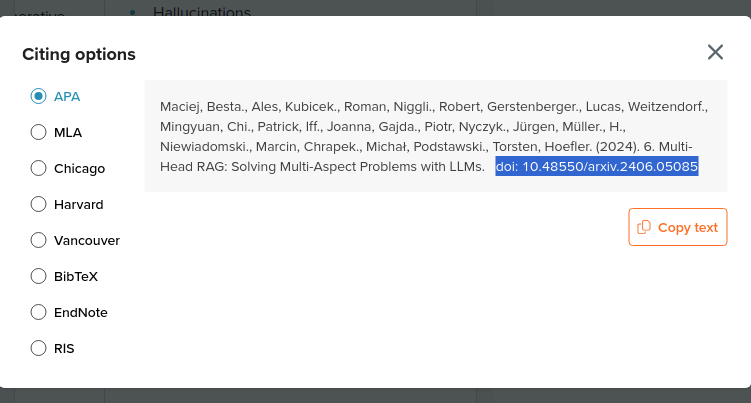 Hallucinations
Citing options
APA
MLA
Chicago
Harvard
Vancouver
BibTeX
EndNote
RIS
Maciej, Besta., Ales, Kubicek., Roman, Niggli., Robert, Gerstenberger., Lucas, Weitzendorf.,
Mingyuan, Chi., Patrick, Iff., Joanna, Gajda., Piotr, Nyczyk., Jürgen, Müller., H.,
Niewiadomski., Marcin, Chrapek., Michał, Podstawski., Torsten, Hoefler. (2024). 6. Multi-
Head RAG: Solving Multi-Aspect Problems with LLMs. doi: 10.48550/arxiv.2406.05085
Copy text